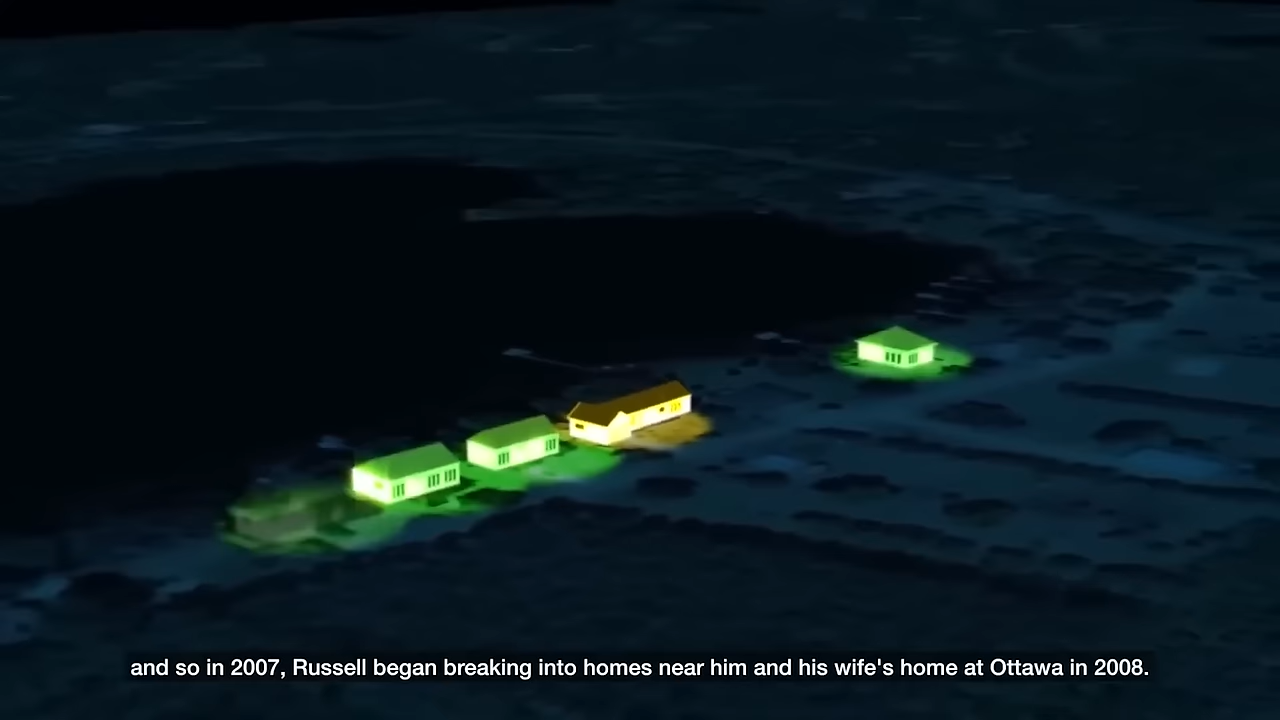 and so in 2007, Russell began breaking into homes near him and his wife's home at Ottawa in 2008.